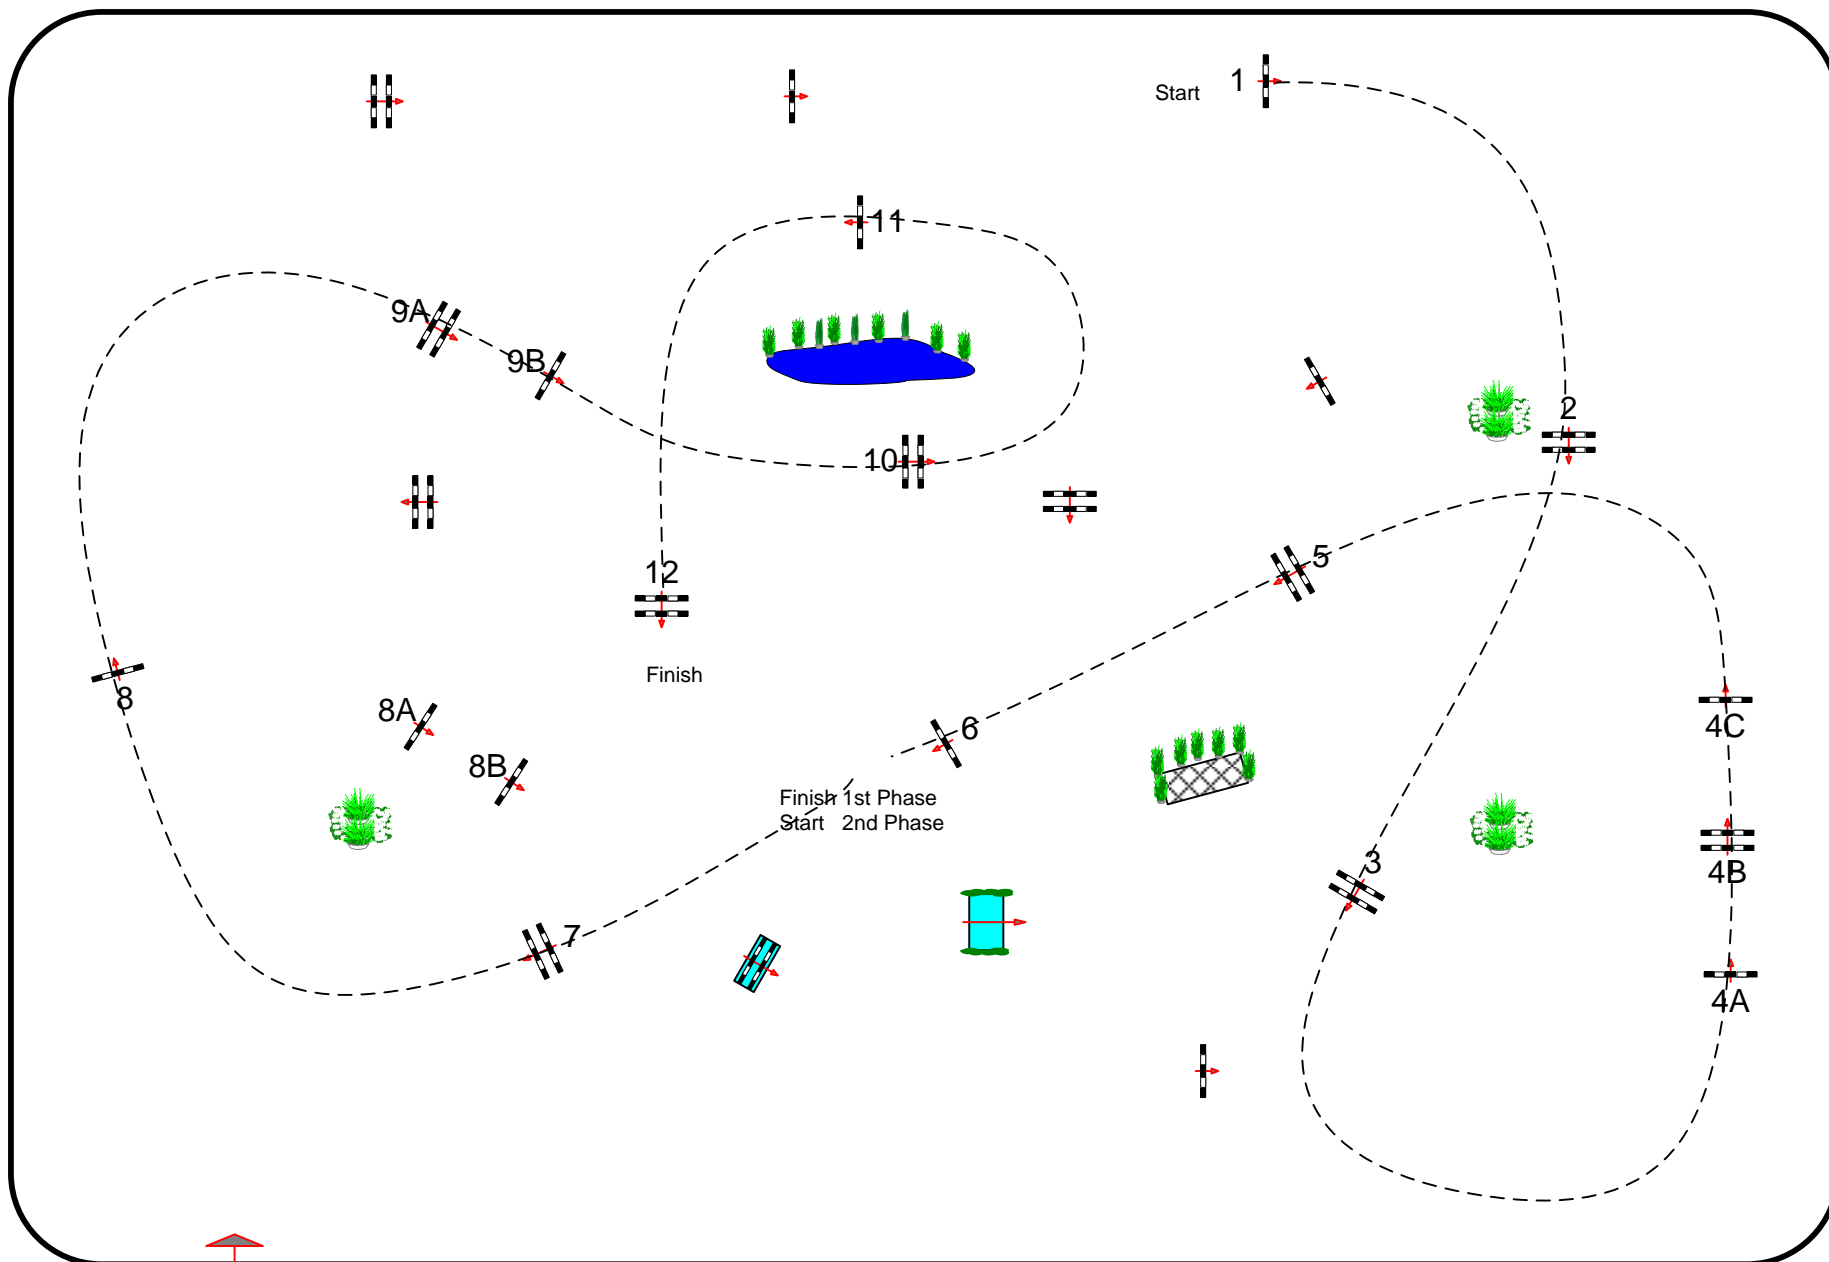 Start 1
11
9A
9B
2
10
5
12
Finish
4C
8
8A
6
8B
Finish 1st Phase
Start 2nd Phase
3
4B
7
4A